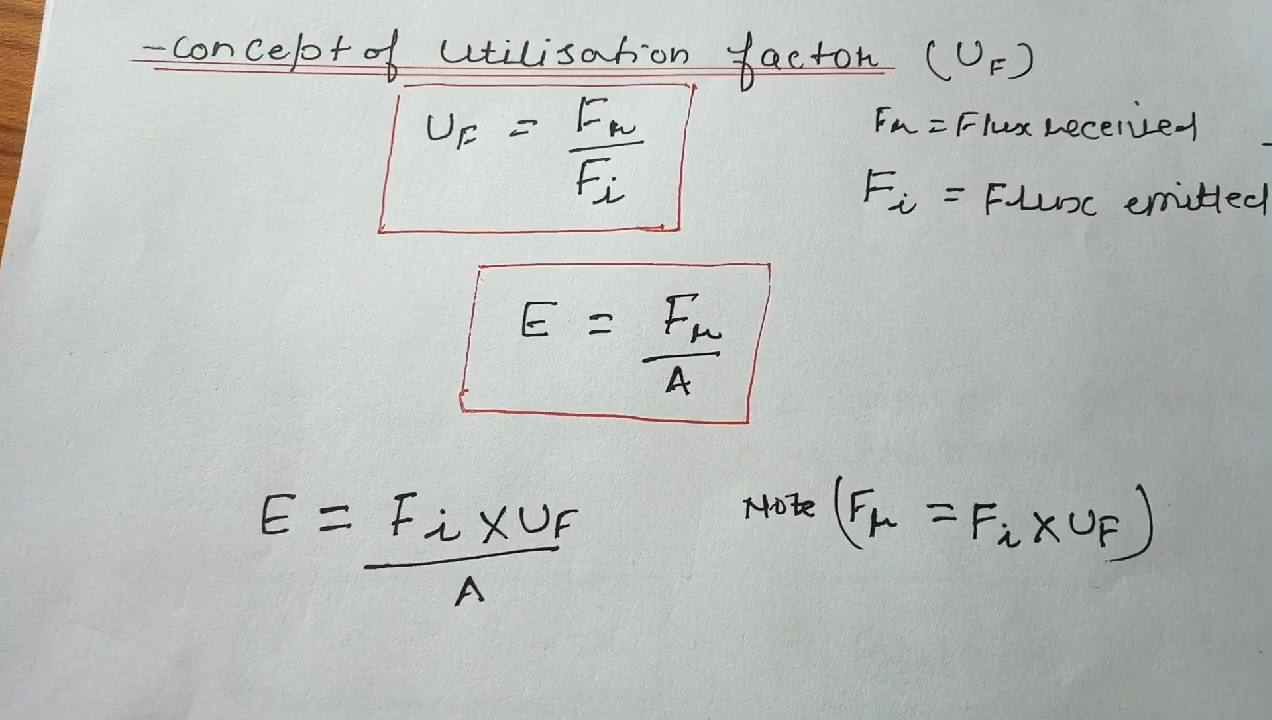 - concept of utilisation factor (UF)
UF = Fr / Fi
Fr = Flux received
Fi = Flux emitted
E = Fr / A
E = Fi x UF / A
Note (Fr = Fi x UF)